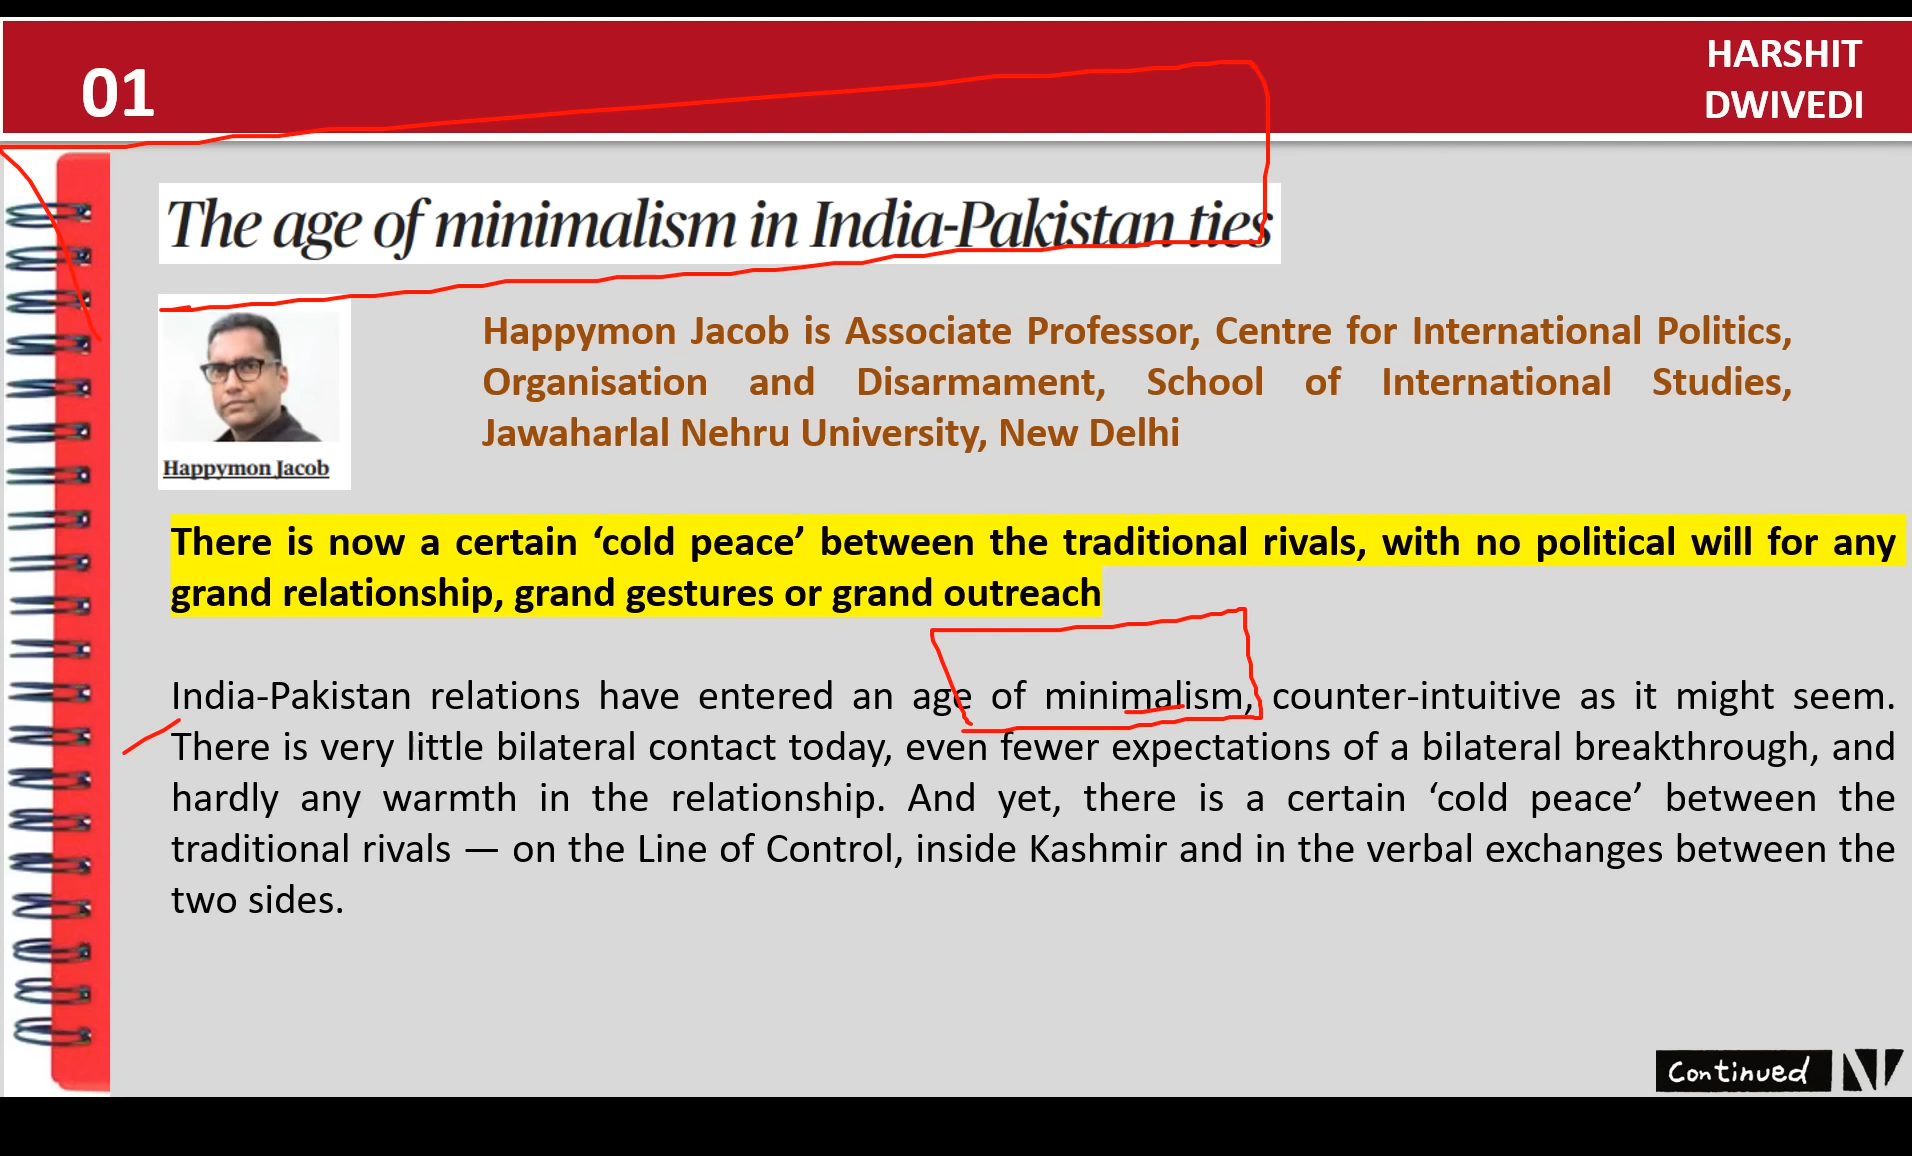 01
HARSHIT
DWIVEDI
The age of minimalism in India-Pakistan ties
Happymon Jacob is Associate Professor, Centre for International Politics,
Organisation and Disarmament, School of International Studies,
Jawaharlal Nehru University, New Delhi
Happymon Jacob
There is now a certain ‘cold peace’ between the traditional rivals, with no political will for any
grand relationship, grand gestures or grand outreach
India-Pakistan relations have entered an age of minimalism, counter-intuitive as it might seem.
There is very little bilateral contact today, even fewer expectations of a bilateral breakthrough, and
hardly any warmth in the relationship. And yet, there is a certain ‘cold peace’ between the
traditional rivals — on the Line of Control, inside Kashmir and in the verbal exchanges between the
two sides.
Continued